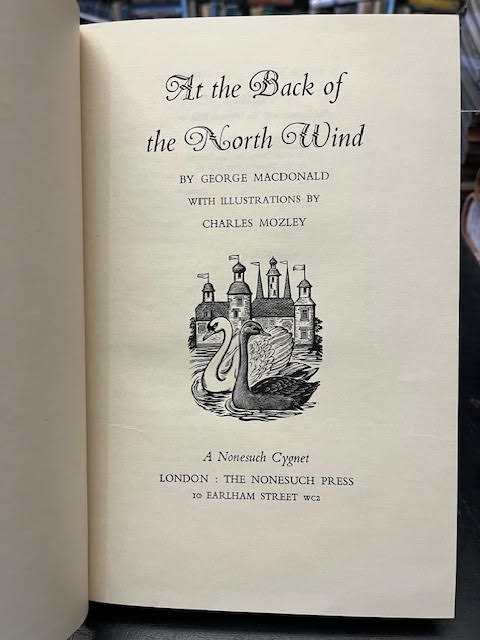 At the Back of
the North Wind
BY GEORGE MACDONALD
WITH ILLUSTRATIONS BY
CHARLES MOZLEY
A Nonesuch Cygnet
LONDON : THE NONESUCH PRESS
10 EARLHAM STREET WC2